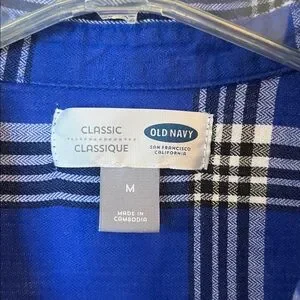 CLASSIC
CLASSIQUE
OLD NAVY
SAN FRANCISCO
CALIFORNIA
M
MADE IN
CAMBODIA